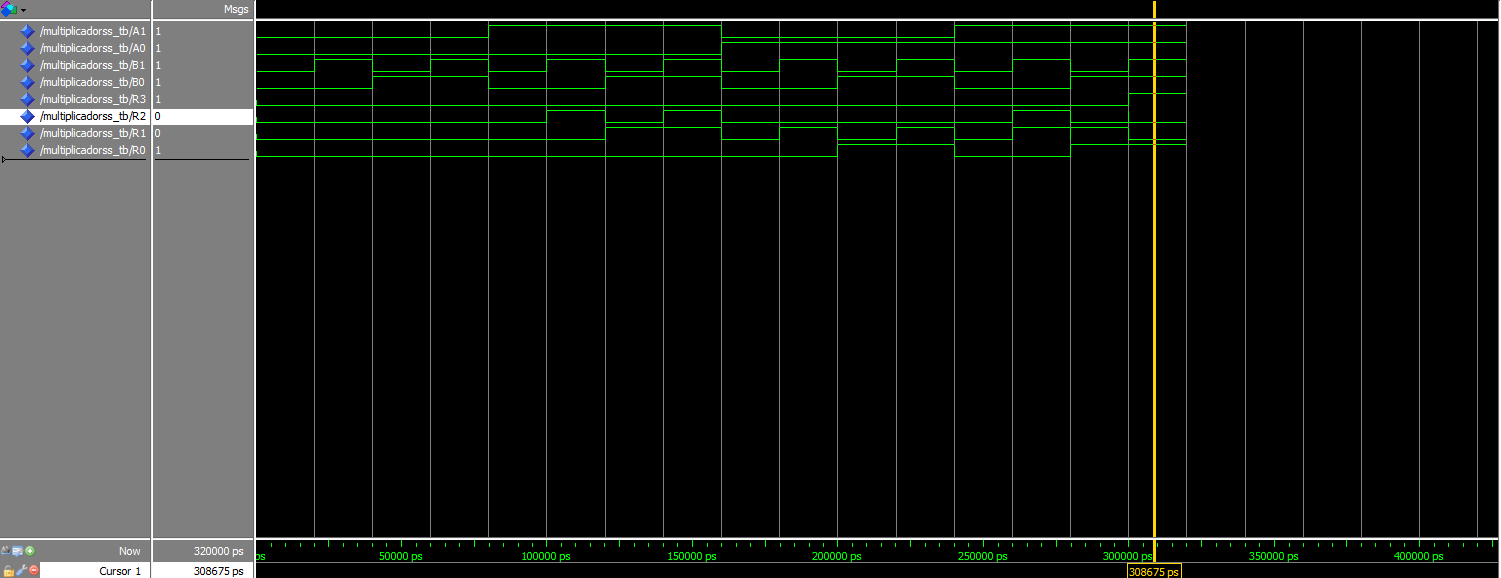 Msgs
/multiplicadorss_tb/A1 1
/multiplicadorss_tb/A0 1
/multiplicadorss_tb/B1 1
/multiplicadorss_tb/B0 1
/multiplicadorss_tb/R3 1
/multiplicadorss_tb/R2 0
/multiplicadorss_tb/R1 0
/multiplicadorss_tb/R0 1
Now 320000 ps ps 50000 ps 100000 ps 150000 ps 200000 ps 250000 ps 300000 ps 350000 ps 400000 ps
Cursor 1 308675 ps 308675 ps